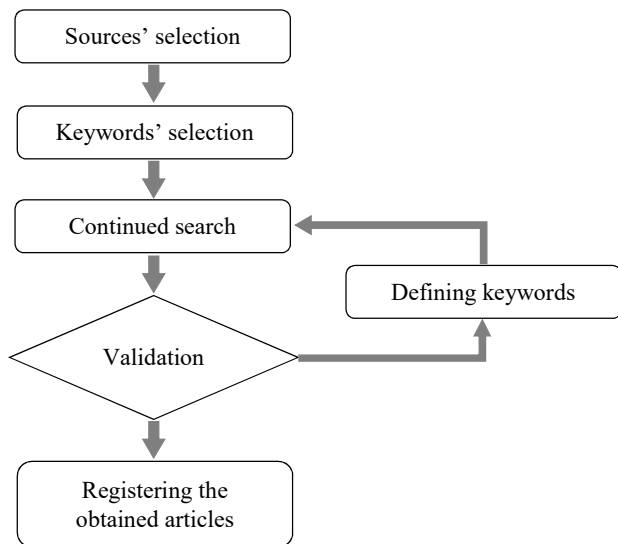 Sources’ selection
Keywords’ selection
Continued search
Defining keywords
Validation
Registering the
obtained articles